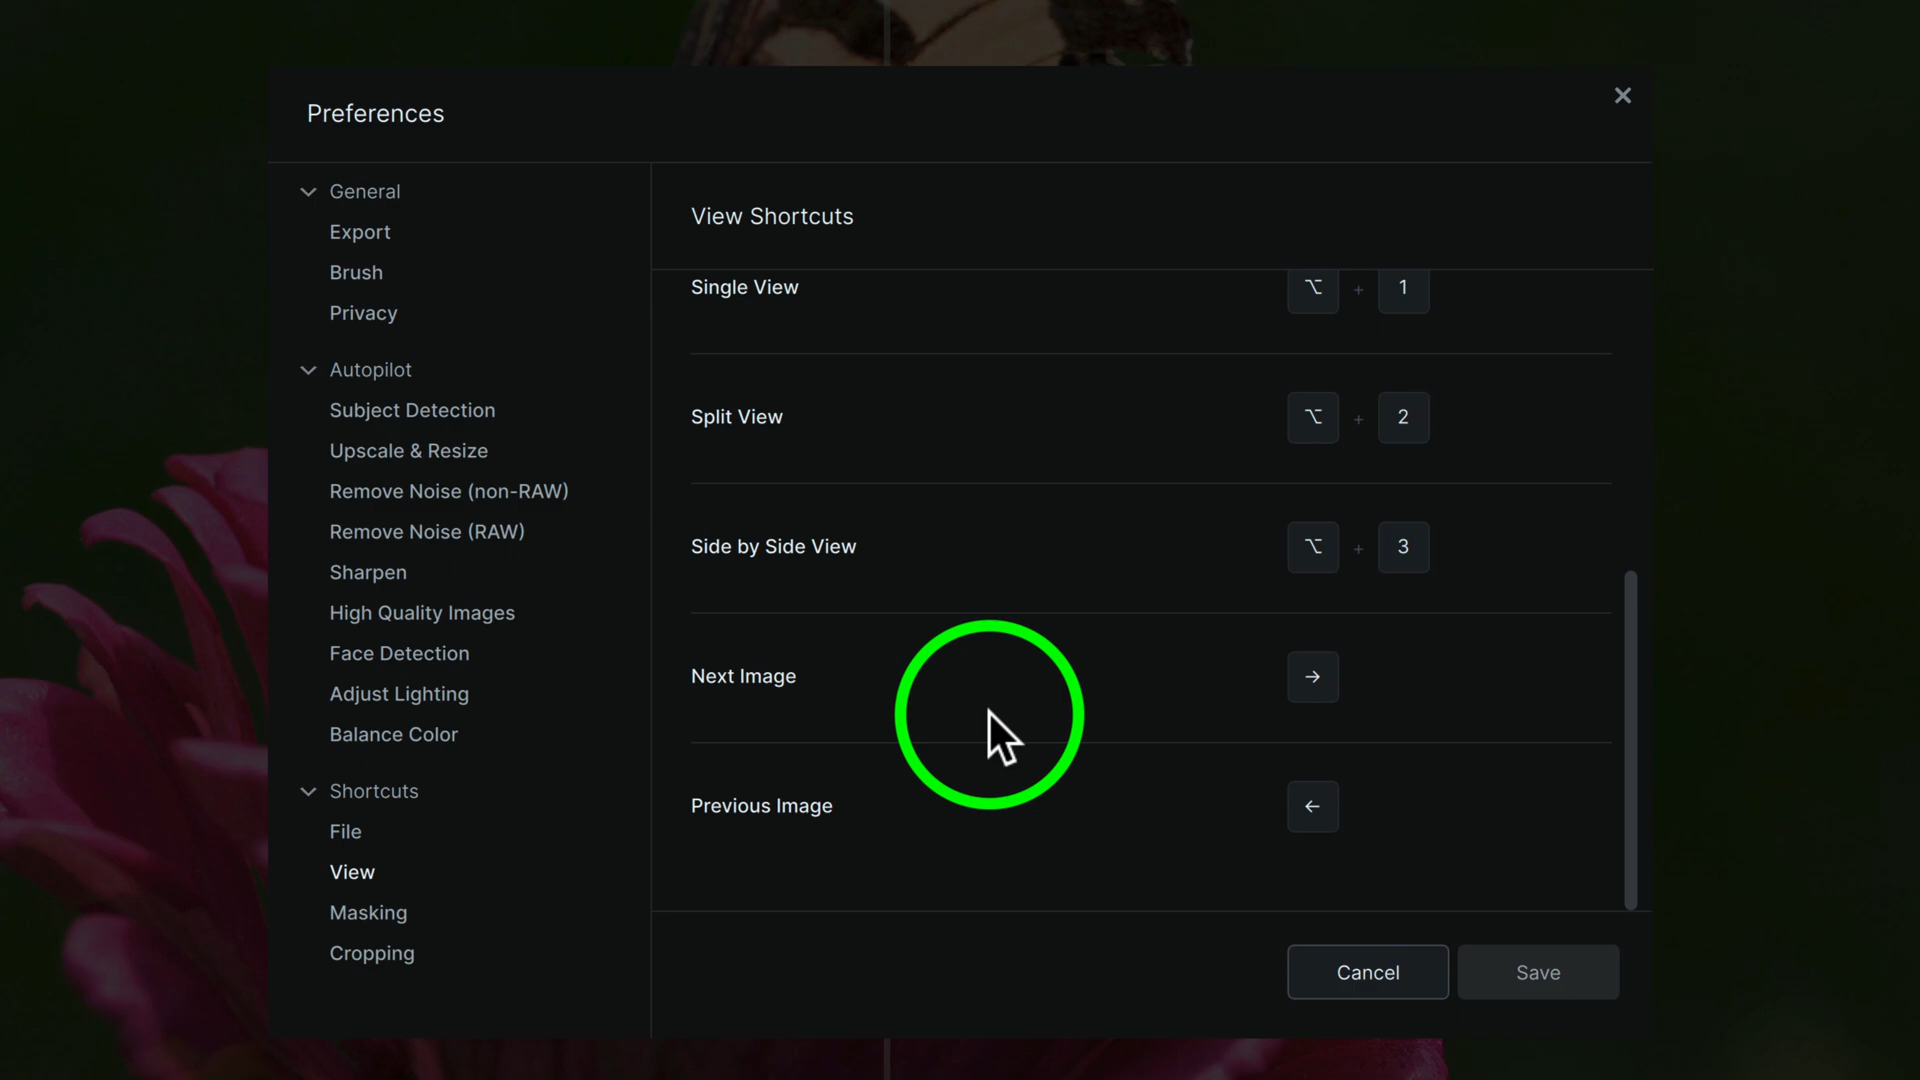 Preferences
General
Export
Brush
Privacy
Autopilot
Subject Detection
Upscale & Resize
Remove Noise (non-RAW)
Remove Noise (RAW)
Sharpen
High Quality Images
Face Detection
Adjust Lighting
Balance Color
Shortcuts
File
View
Masking
Cropping
View Shortcuts
Single View ⌥ + 1
Split View ⌥ + 2
Side by Side View ⌥ + 3
Next Image →
Previous Image ←
Cancel Save